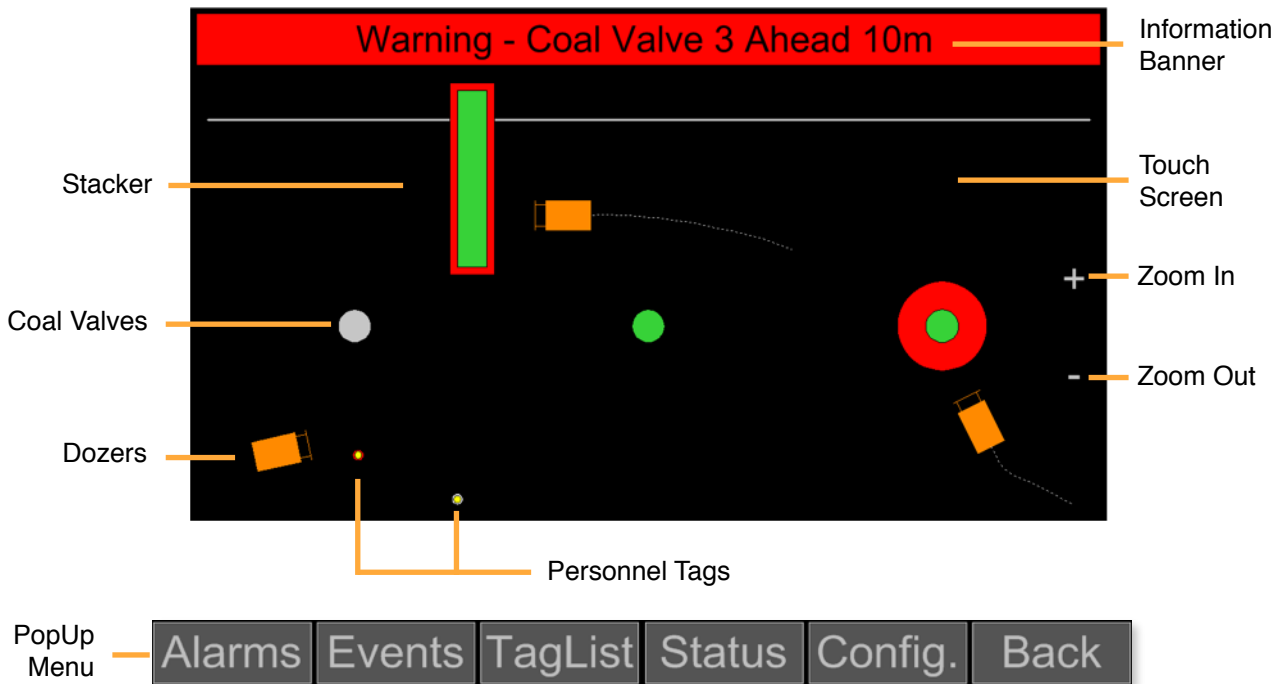 Warning - Coal Valve 3 Ahead 10m
Information
Banner
Stacker
Touch
Screen
+
Zoom In
Coal Valves
-
Zoom Out
Dozers
Personnel Tags
PopUp
Menu
Alarms Events TagList Status Config. Back